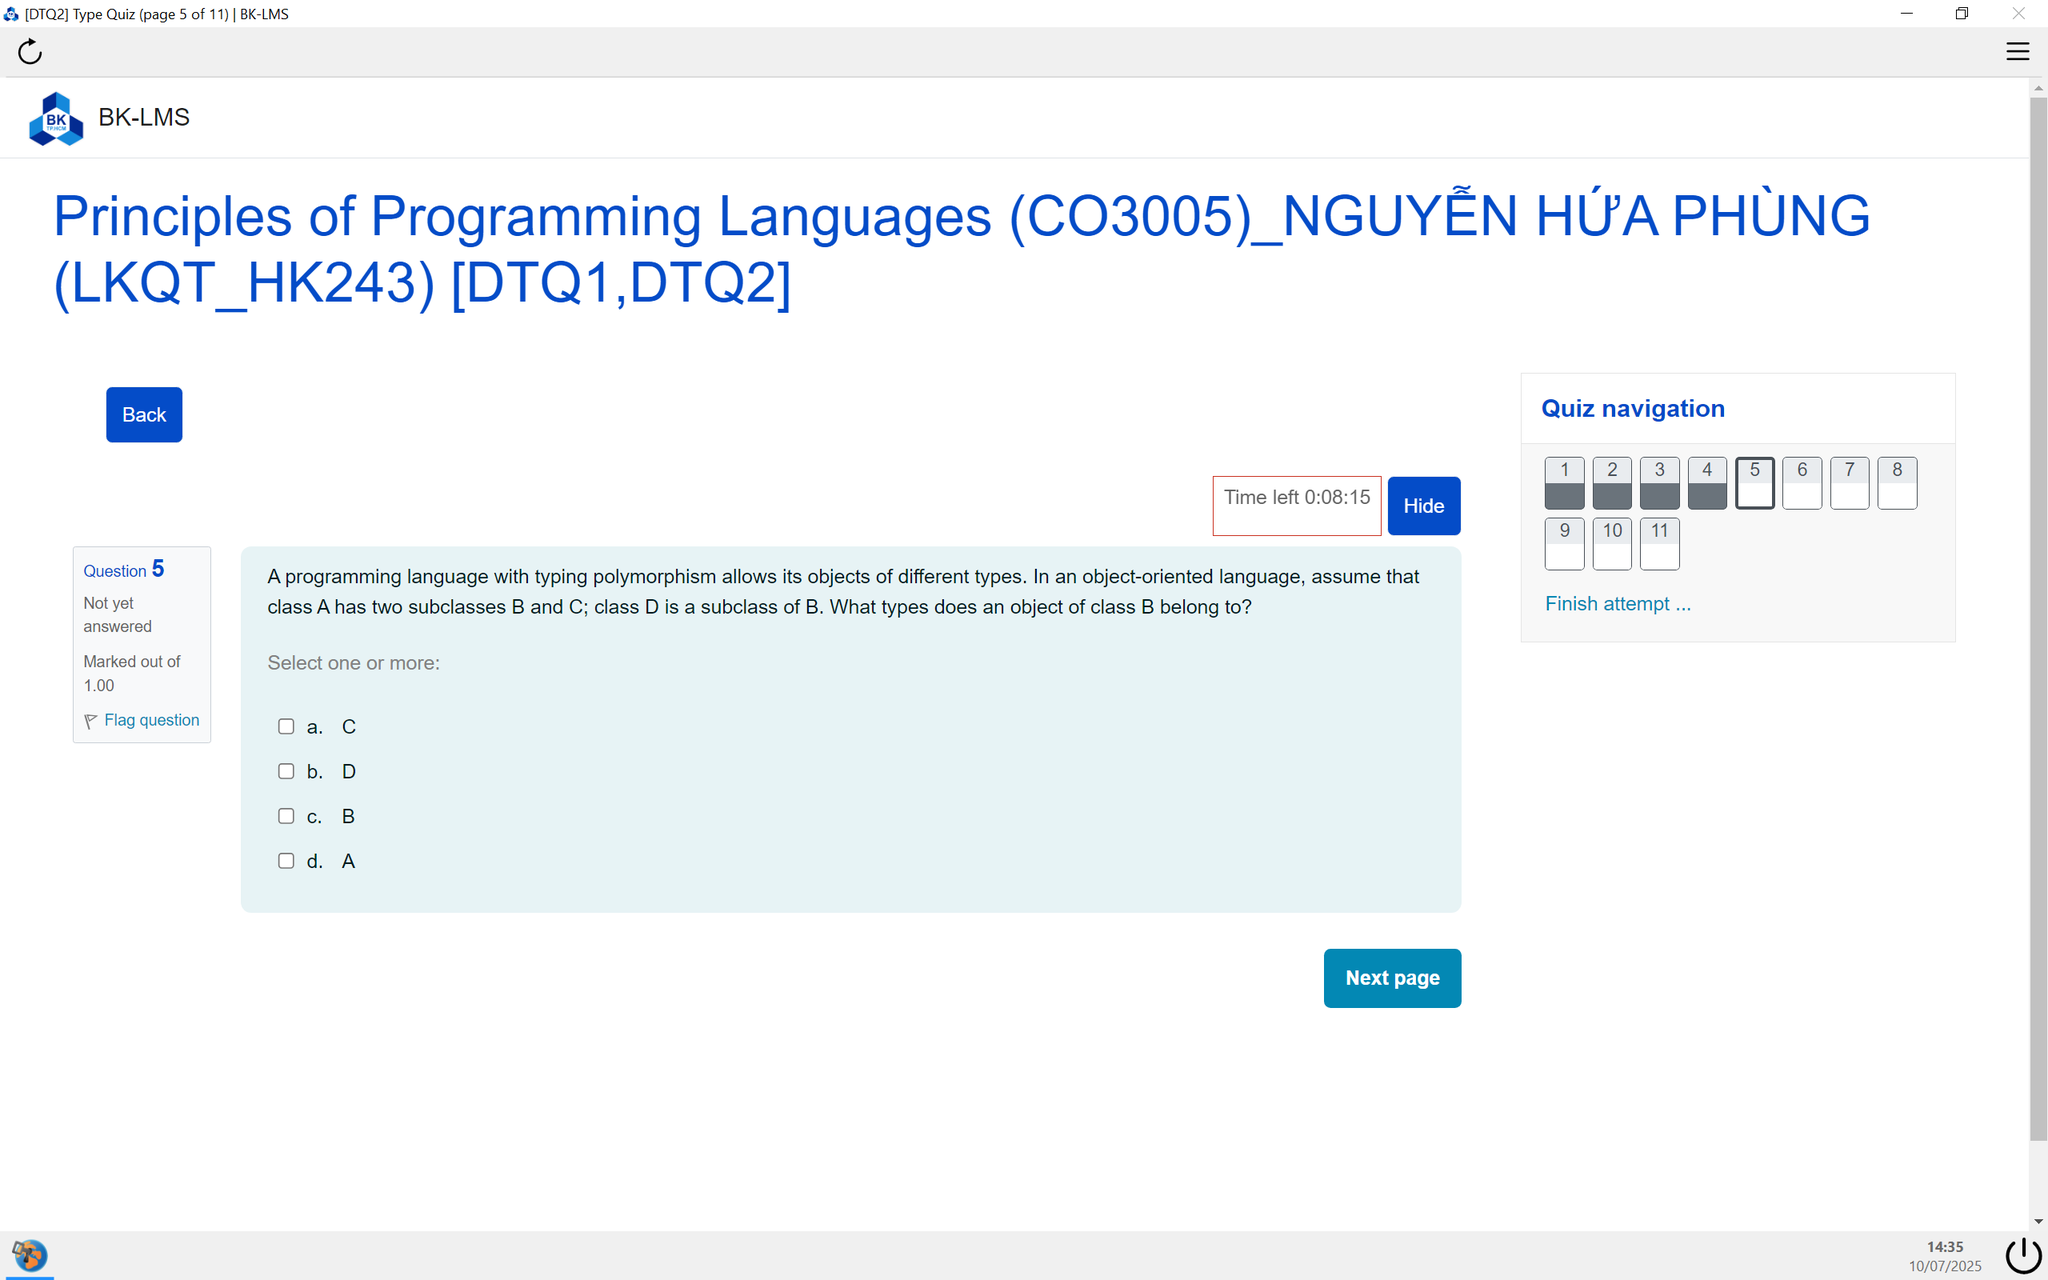 [DTQ2] Type Quiz (page 5 of 11) | BK-LMS
BK
TP.HCM
BK-LMS
Principles of Programming Languages (CO3005)_NGUYỄN HỨA PHÙNG
(LKQT_HK243) [DTQ1,DTQ2]
Back
Time left 0:08:15
Hide
Question 5
Not yet
answered
Marked out of
1.00
Flag question
A programming language with typing polymorphism allows its objects of different types. In an object-oriented language, assume that
class A has two subclasses B and C; class D is a subclass of B. What types does an object of class B belong to?
Select one or more:
a. C
b. D
c. B
d. A
Next page
Quiz navigation
1 2 3 4 5 6 7 8
9 10 11
Finish attempt ...
14:35
10/07/2025